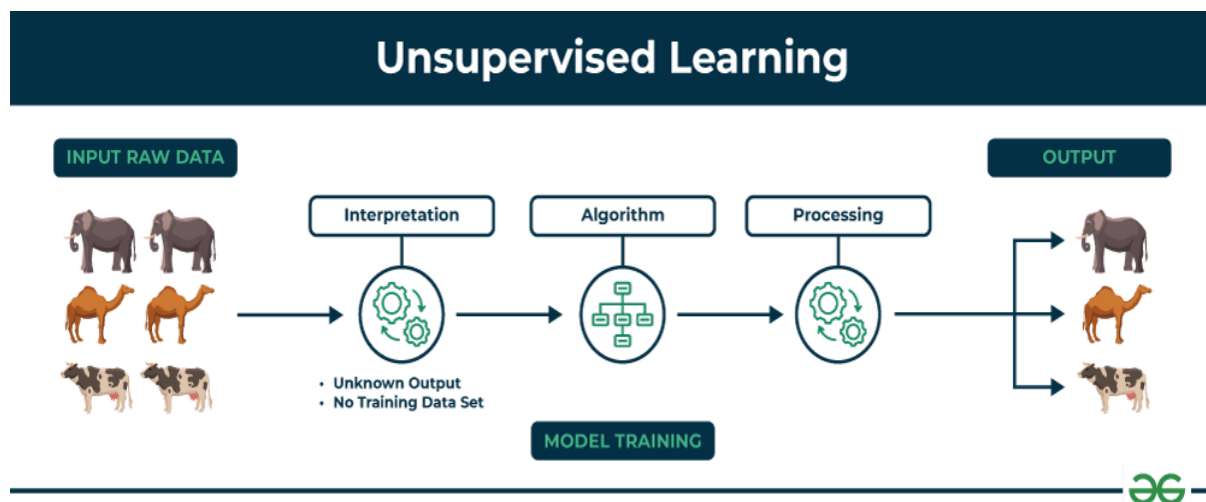 Unsupervised Learning
INPUT RAW DATA
OUTPUT
Interpretation
Algorithm
Processing
• Unknown Output
• No Training Data Set
MODEL TRAINING